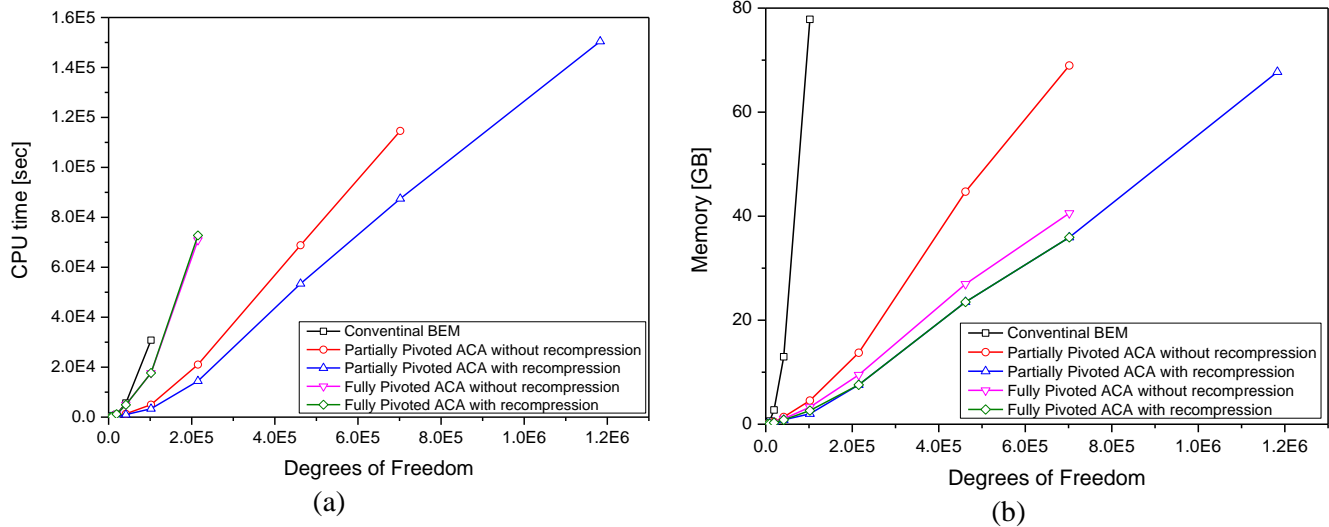 1.6E5
1.4E5
1.2E5
1.0E5
8.0E4
6.0E4
4.0E4
2.0E4
0.0
CPU time [sec]
0.0 2.0E5 4.0E5 6.0E5 8.0E5 1.0E6 1.2E6
Degrees of Freedom
Conventinal BEM
Partially Pivoted ACA without recompression
Partially Pivoted ACA with recompression
Fully Pivoted ACA without recompression
Fully Pivoted ACA with recompression
(a)
80
60
40
20
0
Memory [GB]
0.0 2.0E5 4.0E5 6.0E5 8.0E5 1.0E6 1.2E6
Degrees of Freedom
Conventinal BEM
Partially Pivoted ACA without recompression
Partially Pivoted ACA with recompression
Fully Pivoted ACA without recompression
Fully Pivoted ACA with recompression
(b)